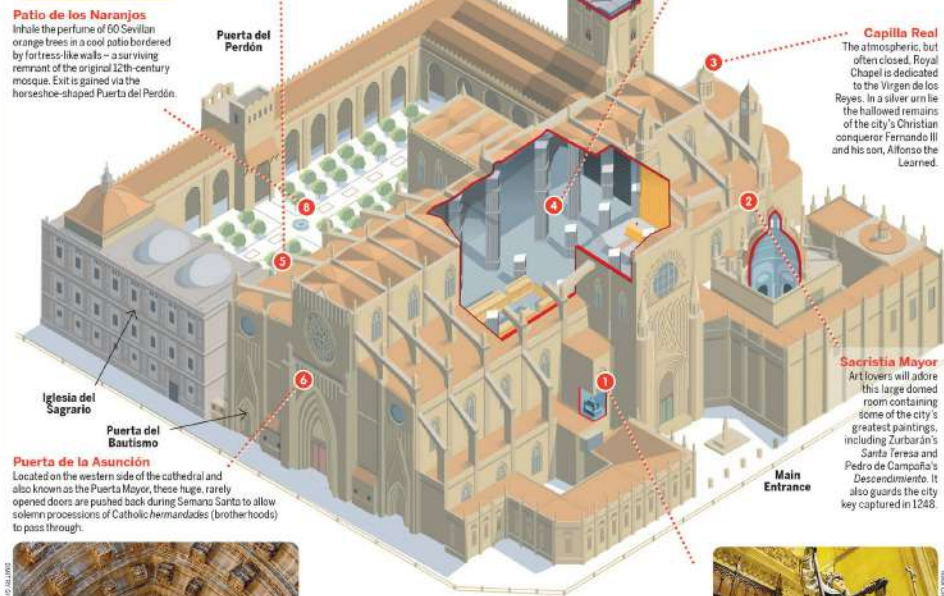 Patio de los Naranjos
Inhale the perfume of 60 Sevillan
orange trees in a cool patio bordered
by fortress-like walls – a surviving
remnant of the original 12th-century
mosque. Exit is gained via the
horseshoe-shaped Puerta del Perdón.
Puerta del
Perdón
Capilla Real
The atmospheric, but
often closed, Royal
Chapel is dedicated
to the Virgen de los
Reyes. In a silver urn lie
the hallowed remains
of the city's Christian
conqueror Fernando III
and his son, Alfonso the
Learned.
3
2
4
8
5
6
1
Iglesia del
Sagrario
Puerta del
Bautismo
Puerta de la Asunción
Located on the western side of the cathedral and
also known as the Puerta Mayor, these huge, rarely
opened doors are pushed back during Semana Santa to allow
solemn processions of Catholic hermandades (brotherhoods)
to pass through.
Main
Entrance
Sacristía Mayor
Art lovers will adore
this large domed
room containing
some of the city's
greatest paintings,
including Zurbarán's
Santa Teresa and
Pedro de Campaña's
Descendimiento. It
also guards the city
key captured in 1248.